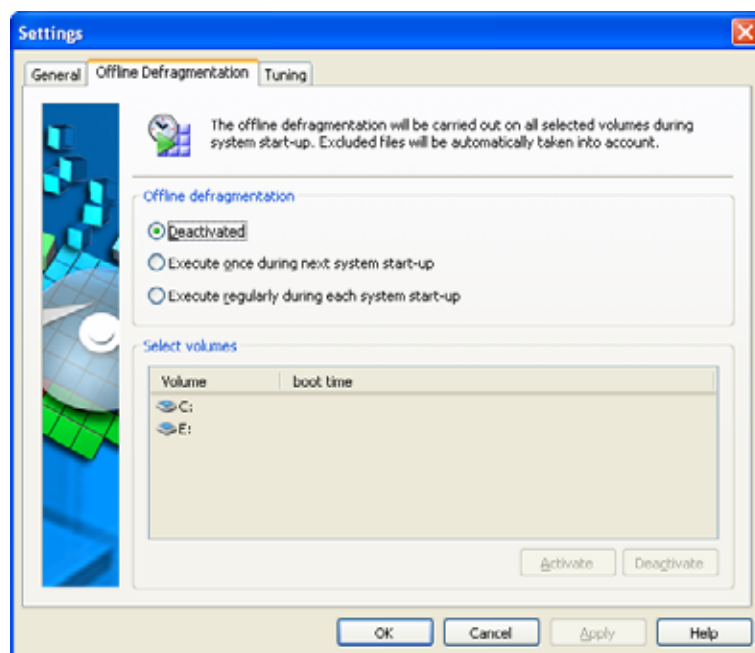 Settings
General
Offline Defragmentation
Tuning
The offline defragmentation will be carried out on all selected volumes during
system start-up. Excluded files will be automatically taken into account.
Offline defragmentation
Deactivated
Execute once during next system start-up
Execute regularly during each system start-up
Select volumes
Volume
boot time
C:
E:
Activate
Deactivate
OK
Cancel
Apply
Help